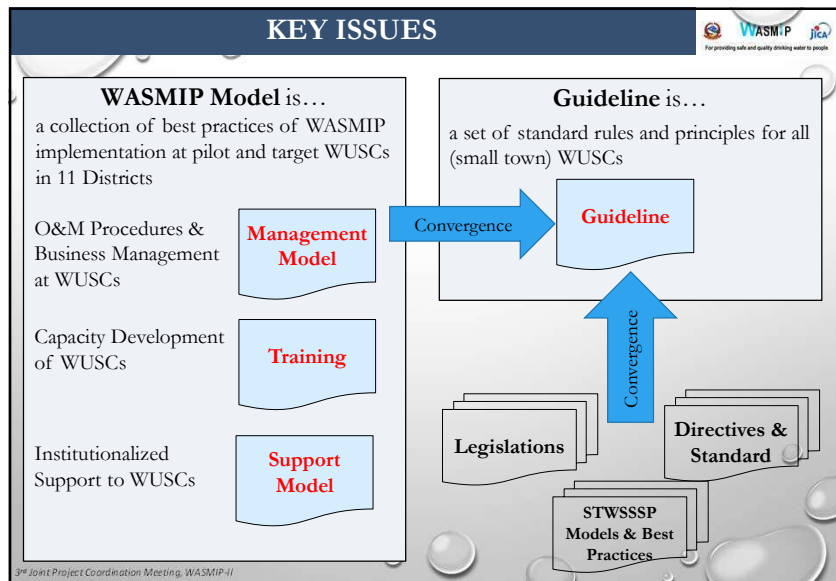 KEY ISSUES
WASMIP
jICA
For providing safe and quality drinking water to people
WASMIP Model is…
a collection of best practices of WASMIP
implementation at pilot and target WUSCs
in 11 Districts
O&M Procedures &
Business Management
at WUSCs
Management
Model
Capacity Development
of WUSCs
Training
Institutionalized
Support to WUSCs
Support
Model
Convergence
Guideline is…
a set of standard rules and principles for all
(small town) WUSCs
Guideline
Convergence
Legislations
Directives &
Standard
STWSSSP
Models & Best
Practices
3rd Joint Project Coordination Meeting, WASMIP-II